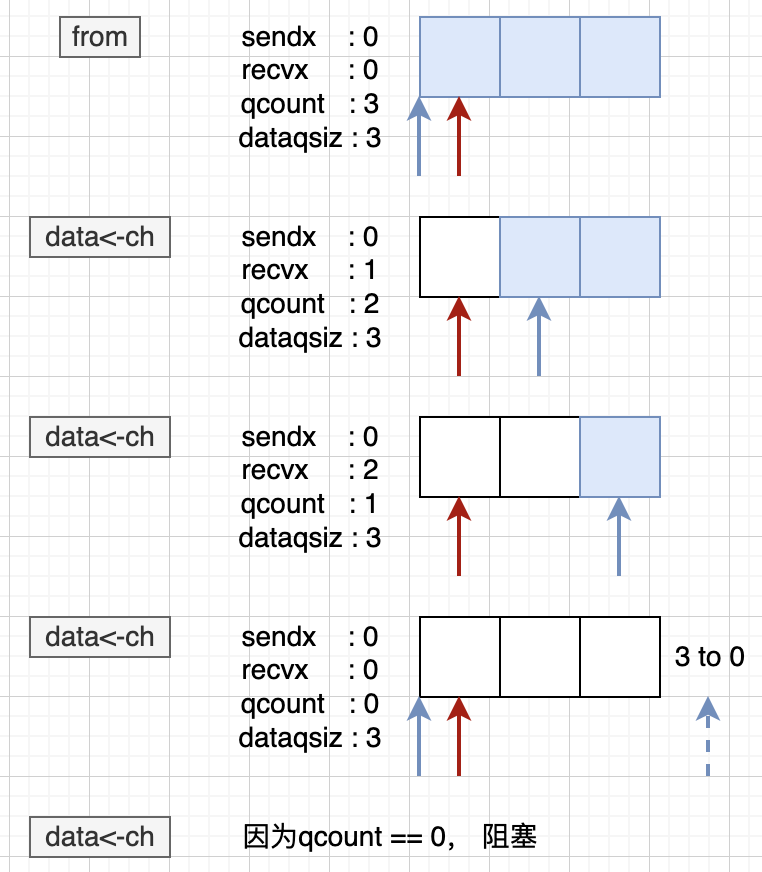 from
sendx : 0
recvx : 0
qcount : 3
dataqsiz : 3
data<-ch
sendx : 0
recvx : 1
qcount : 2
dataqsiz : 3
data<-ch
sendx : 0
recvx : 2
qcount : 1
dataqsiz : 3
data<-ch
sendx : 0
recvx : 0
qcount : 0
dataqsiz : 3
3 to 0
data<-ch
因为qcount == 0， 阻塞